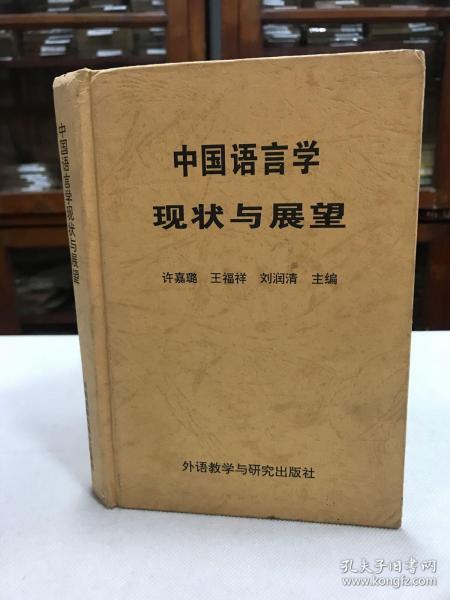 中国语言学现状与展望
中国语言学
现状与展望
许嘉璐 王福祥 刘润清 主编
外语教学与研究出版社
孔夫子旧书网
www.kongfz.com